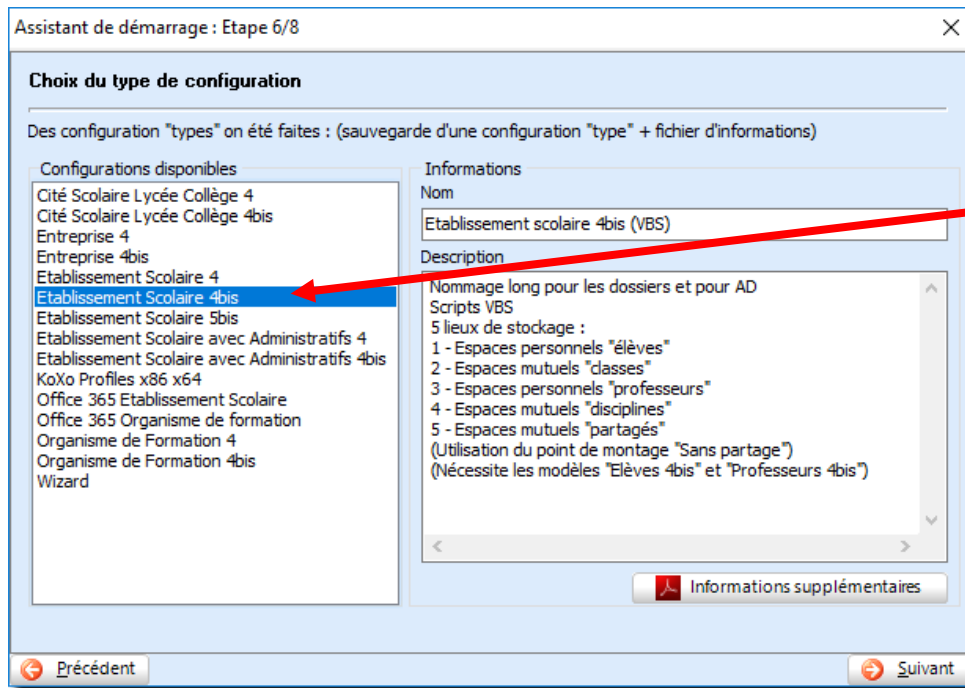 Assistant de démarrage : Etape 6/8
Choix du type de configuration
Des configuration "types" on été faites : (sauvegarde d'une configuration "type" + fichier d'informations)
Configurations disponibles
Cité Scolaire Lycée Collège 4
Cité Scolaire Lycée Collège 4bis
Entreprise 4
Entreprise 4bis
Etablissement Scolaire 4
Etablissement Scolaire 4bis
Etablissement Scolaire 5bis
Etablissement Scolaire avec Administratifs 4
Etablissement Scolaire avec Administratifs 4bis
KoXo Profiles x86 x64
Office 365 Etablissement Scolaire
Office 365 Organisme de formation
Organisme de Formation 4
Organisme de Formation 4bis
Wizard
Informations
Nom
Etablissement scolaire 4bis (VBS)
Description
Nommage long pour les dossiers et pour AD
Scripts VBS
5 lieux de stockage :
1 - Espaces personnels "élèves"
2 - Espaces mutuels "classes"
3 - Espaces personnels "professeurs"
4 - Espaces mutuels "disciplines"
5 - Espaces mutuels "partagés"
(Utilisation du point de montage "Sans partage")
(Nécessite les modèles "Elèves 4bis" et "Professeurs 4bis")
Informations supplémentaires
Précédent
Suivant